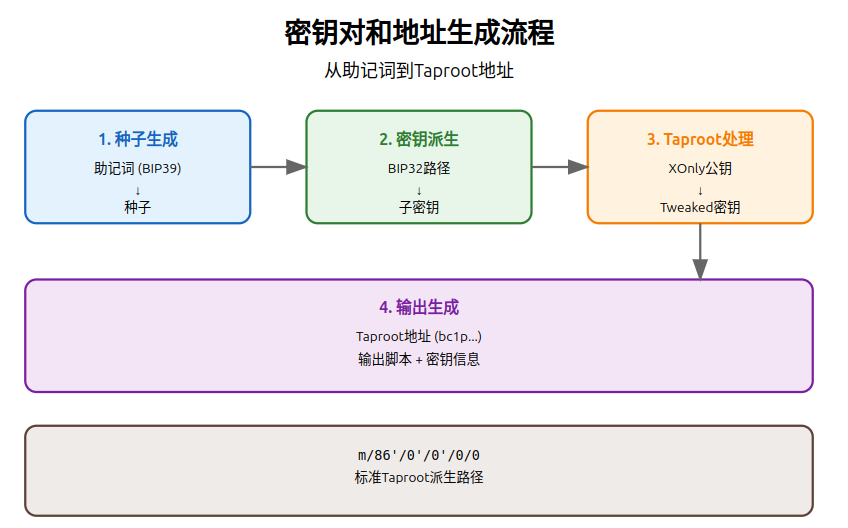 密钥对和地址生成流程
从助记词到Taproot地址
1. 种子生成
助记词 (BIP39)
↓
种子
2. 密钥派生
BIP32路径
↓
子密钥
3. Taproot处理
XOnly公钥
↓
Tweaked密钥
4. 输出生成
Taproot地址 (bc1p...)
输出脚本 + 密钥信息
m/86'/0'/0'/0/0
标准Taproot派生路径